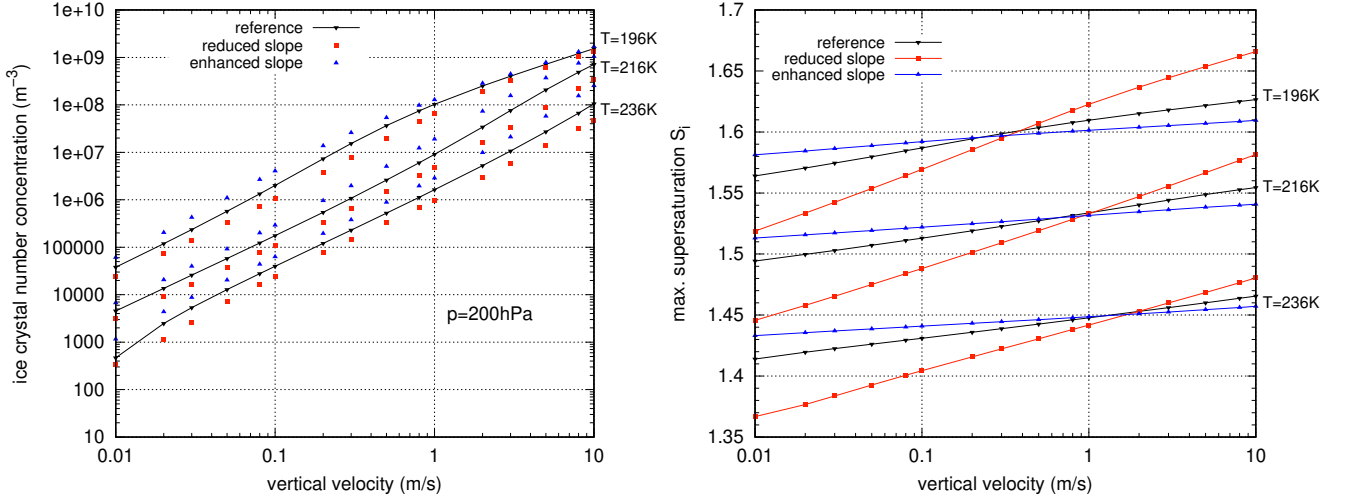 1e+10
1e+09
1e+08
1e+07
1e+06
100000
10000
1000
100
10
ice crystal number concentration (m⁻³)
reference
reduced slope
enhanced slope
T=196K
T=216K
T=236K
p=200hPa
0.01
0.1
1
10
vertical velocity (m/s)
1.7
1.65
1.6
1.55
1.5
1.45
1.4
1.35
max. supersaturation Sᵢ
reference
reduced slope
enhanced slope
T=196K
T=216K
T=236K
0.01
0.1
1
10
vertical velocity (m/s)